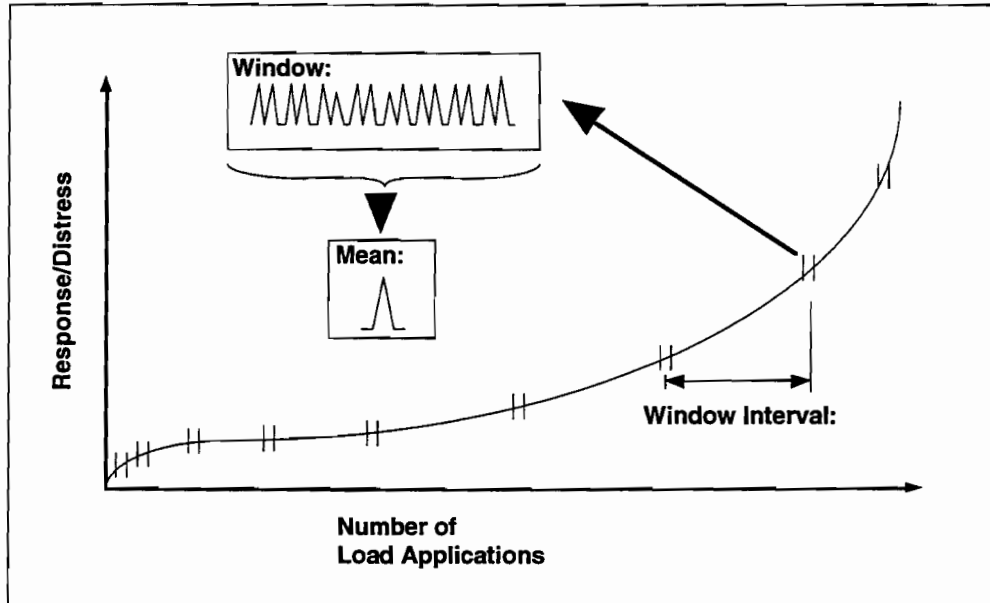 Window:
Mean:
Response/Distress
Window Interval:
Number of
Load Applications